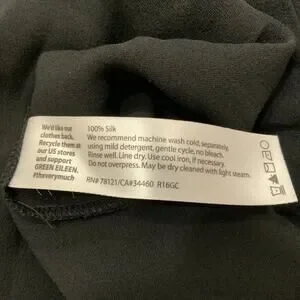 We'd like our
clothes back.
Recycle them at
our US stores
and support
GREEN EILEEN.
#theverymuch
100% Silk
We recommend machine wash cold, separately,
using mild detergent, gentle cycle, no bleach.
Rinse well. Line dry. Use cool iron, if necessary.
Do not overpress. May be dry cleaned with light steam.
RN# 78121/CA#34460 R16GC